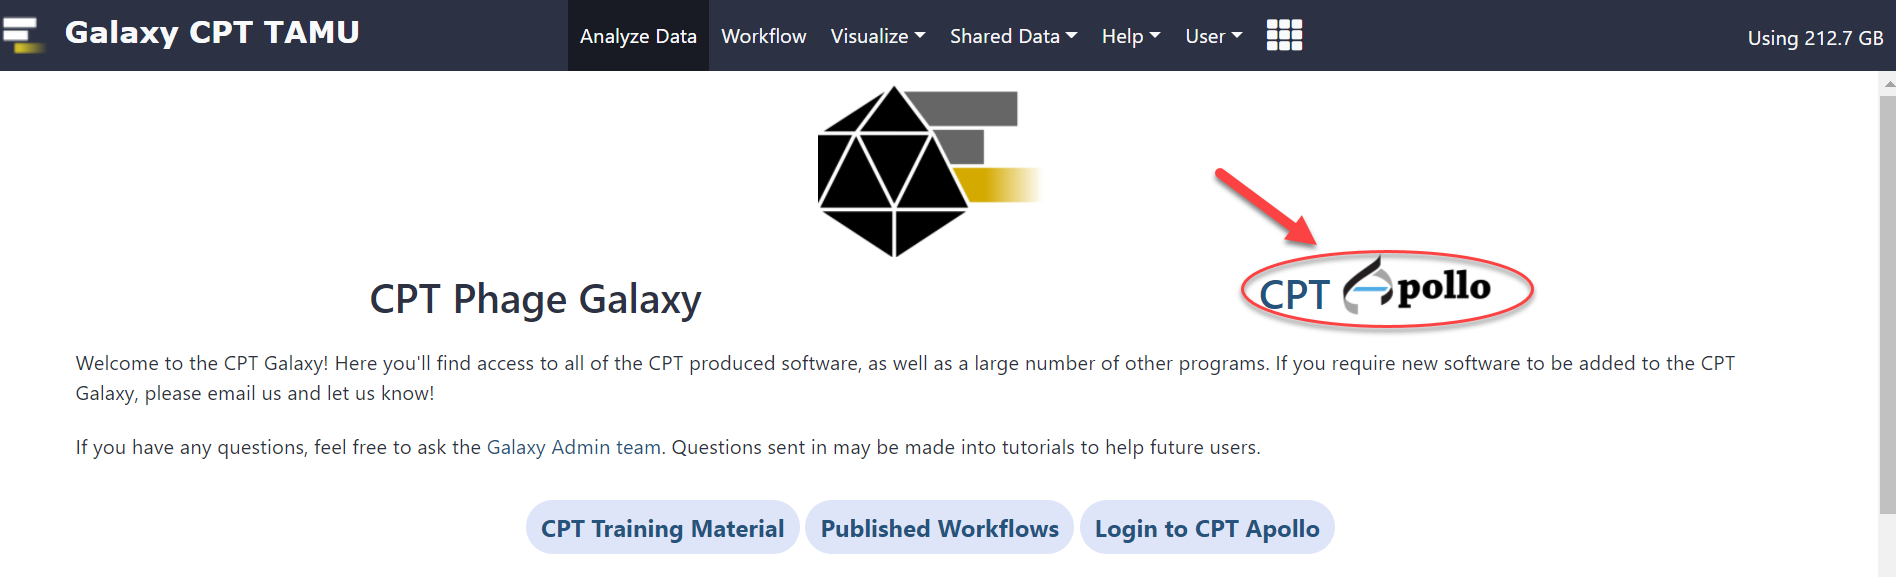 Galaxy CPT TAMU
Analyze Data Workflow Visualize Shared Data Help User
Using 212.7 GB
CPT Phage Galaxy
CPT Apollo
Welcome to the CPT Galaxy! Here you'll find access to all of the CPT produced software, as well as a large number of other programs. If you require new software to be added to the CPT
Galaxy, please email us and let us know!
If you have any questions, feel free to ask the Galaxy Admin team. Questions sent in may be made into tutorials to help future users.
CPT Training Material Published Workflows Login to CPT Apollo